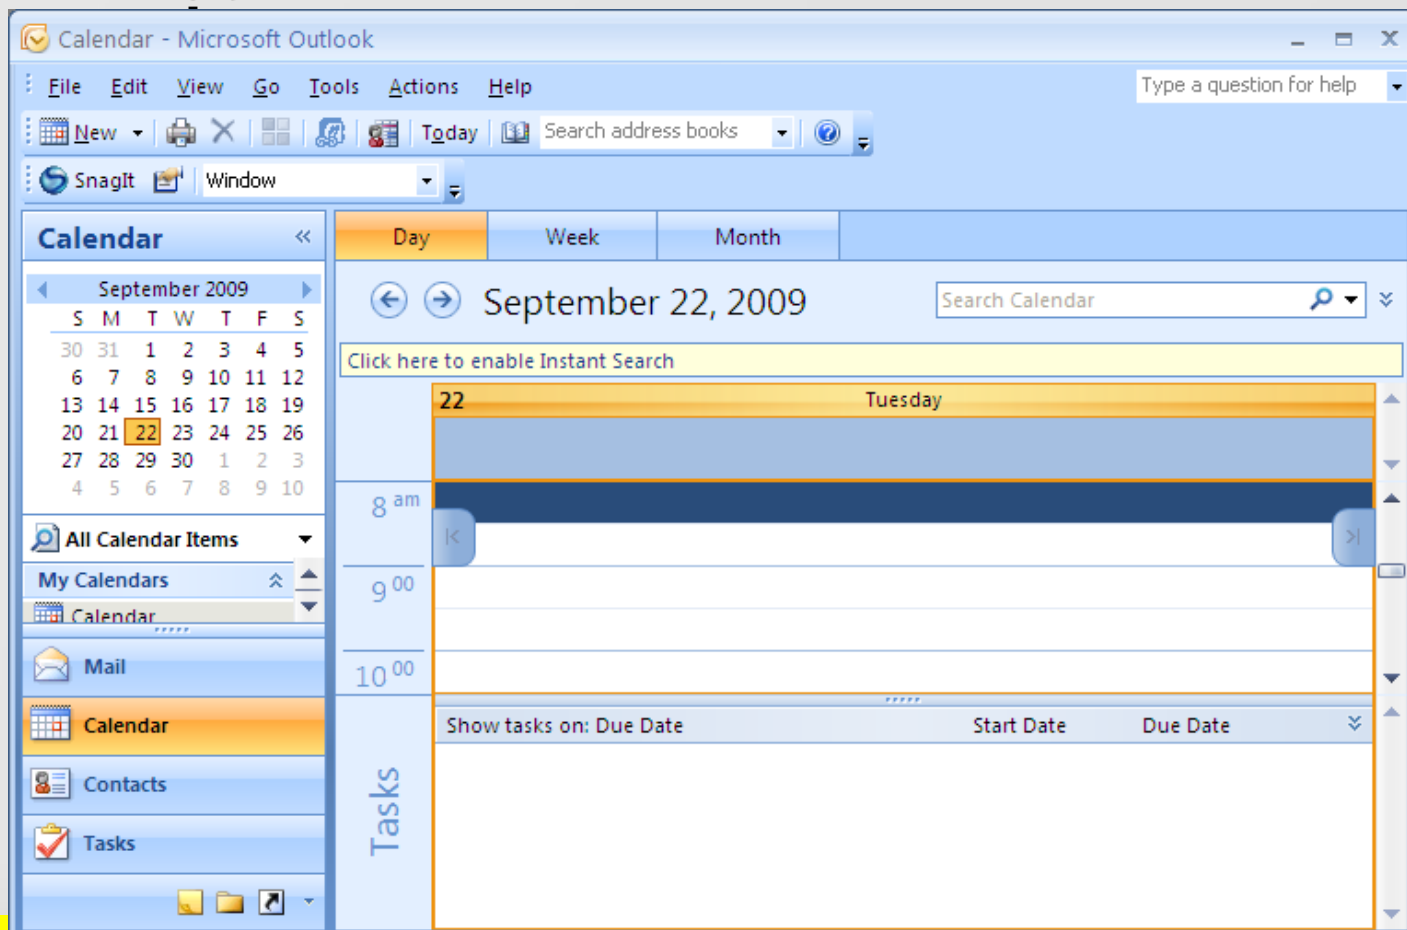 Calendar - Microsoft Outlook
File Edit View Go Tools Actions Help
Type a question for help
New Today Search address books
SnagIt Window
Calendar «
Day Week Month
September 2009
S M T W T F S
30 31 1 2 3 4 5
6 7 8 9 10 11 12
13 14 15 16 17 18 19
20 21 22 23 24 25 26
27 28 29 30 1 2 3
4 5 6 7 8 9 10
All Calendar Items
My Calendars
Calendar
Mail
Calendar
Contacts
Tasks
September 22, 2009
Search Calendar
Click here to enable Instant Search
22 Tuesday
8 am
9 00
10 00
Tasks
Show tasks on: Due Date Start Date Due Date